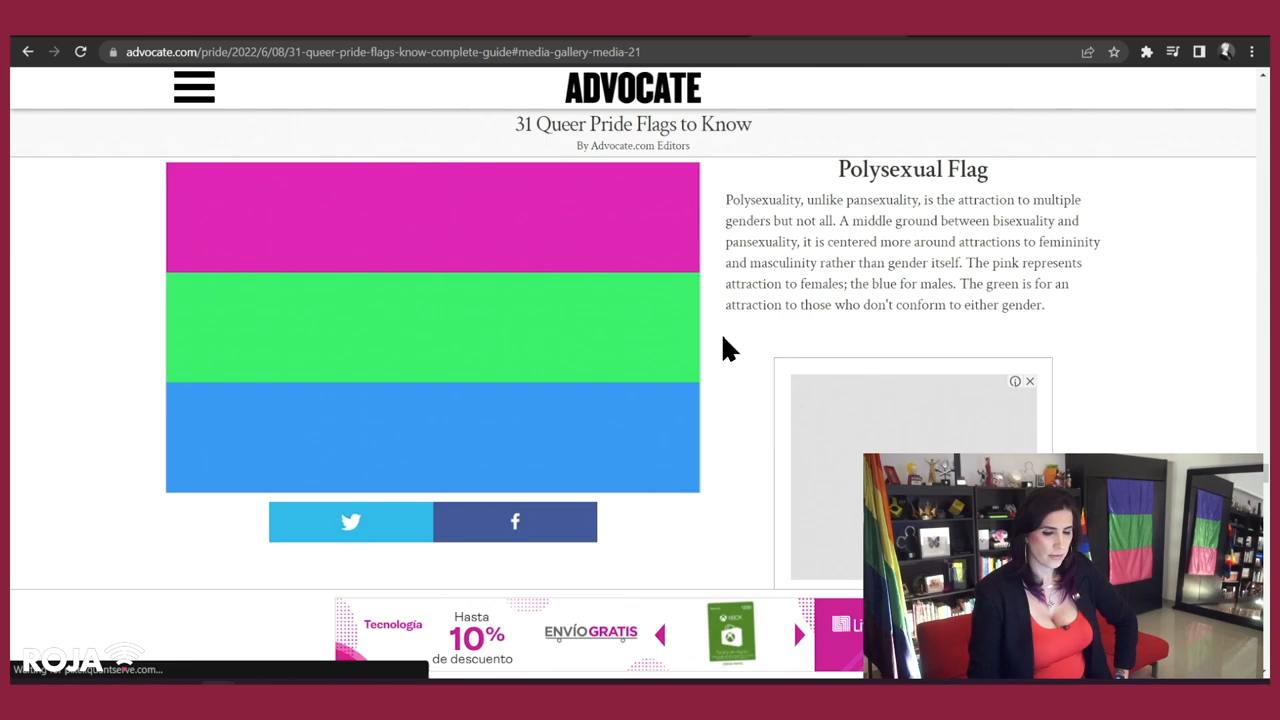 advocate.com/pride/2022/6/08/31-queer-pride-flags-know-complete-guide#media-gallery-media-21
ADVOCATE
31 Queer Pride Flags to Know
By Advocate.com Editors
Polysexual Flag
Polysexuality, unlike pansexuality, is the attraction to multiple
genders but not all. A middle ground between bisexuality and
pansexuality, it is centered more around attractions to femininity
and masculinity rather than gender itself. The pink represents
attraction to females; the blue for males. The green is for an
attraction to those who don't conform to either gender.
Tecnología
Hasta
10%
de descuento
ENVÍO GRATIS
XBOX
Li
ROJA